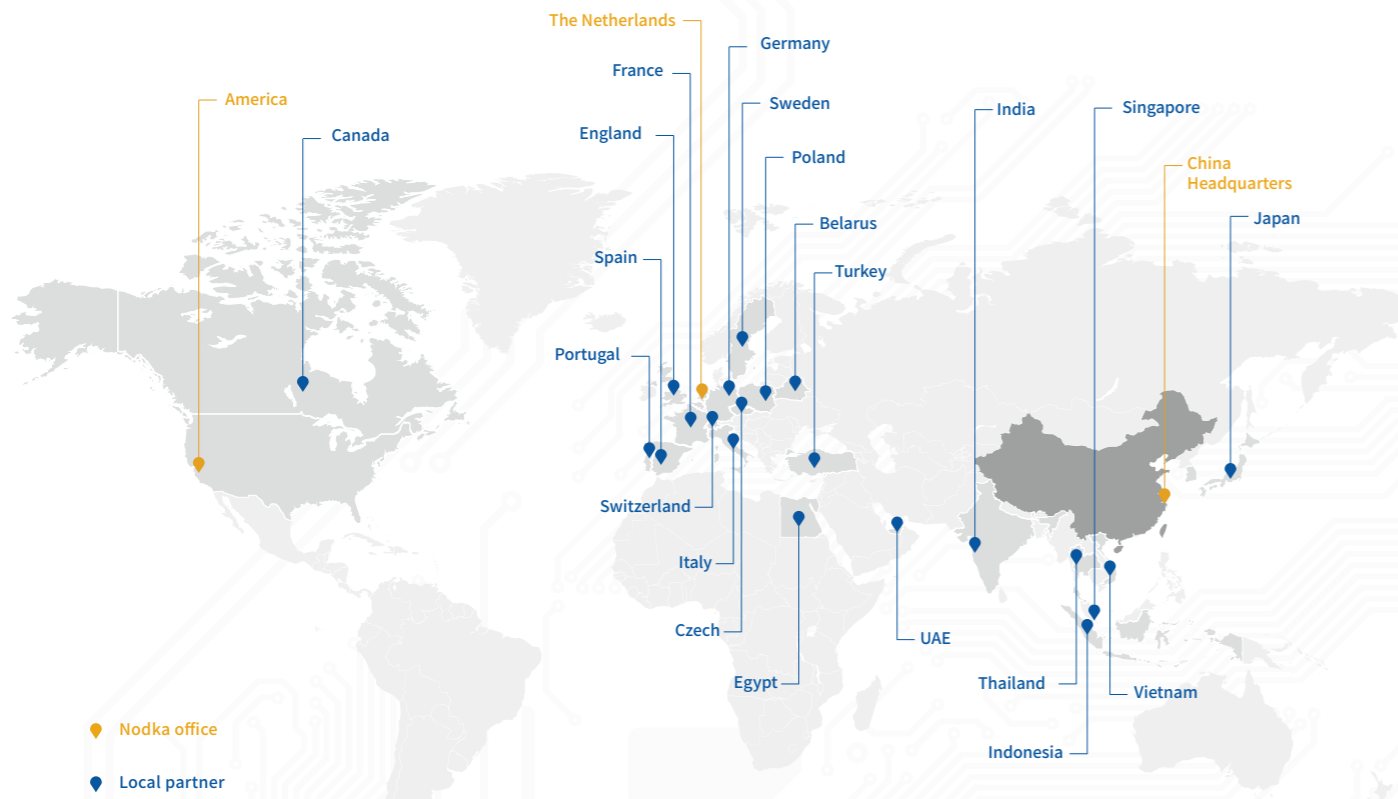 The Netherlands
Germany
France
America
Sweden
India
Singapore
England
Canada
Poland
China
Headquarters
Japan
Belarus
Spain
Turkey
Portugal
Switzerland
Italy
Czech
UAE
Egypt
Thailand
Vietnam
Nodka office
Indonesia
Local partner